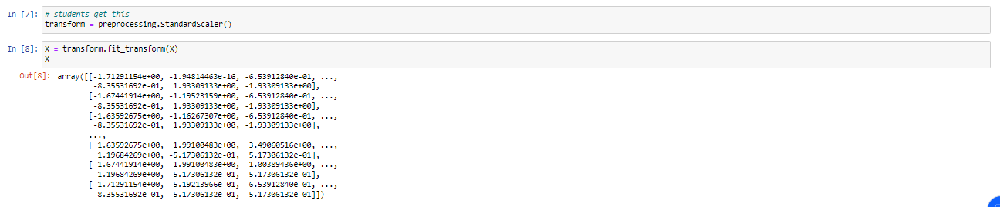 In [7]: # students get this
transform = preprocessing.StandardScaler()
In [8]: X = transform.fit_transform(X)
X
Out[8]: array([[-1.71291154e+00, -1.94814463e-16, -6.53912840e-01, ...,
-8.35531692e-01, 1.93309133e+00, -1.93309133e+00],
[-1.67441914e+00, -1.19523159e+00, -6.53912840e-01, ...,
-8.35531692e-01, 1.93309133e+00, -1.93309133e+00],
[-1.63592675e+00, -1.16267307e+00, -6.53912840e-01, ...,
-8.35531692e-01, 1.93309133e+00, -1.93309133e+00],
...,
[ 1.63592675e+00, 1.99100483e+00, 3.49060516e+00, ...,
1.19684269e+00, -5.17306132e-01, 5.17306132e-01],
[ 1.67441914e+00, 1.99100483e+00, 1.00389436e+00, ...,
1.19684269e+00, -5.17306132e-01, 5.17306132e-01],
[ 1.71291154e+00, -5.19213966e-01, -6.53912840e-01, ...,
-8.35531692e-01, -5.17306132e-01, 5.17306132e-01]])